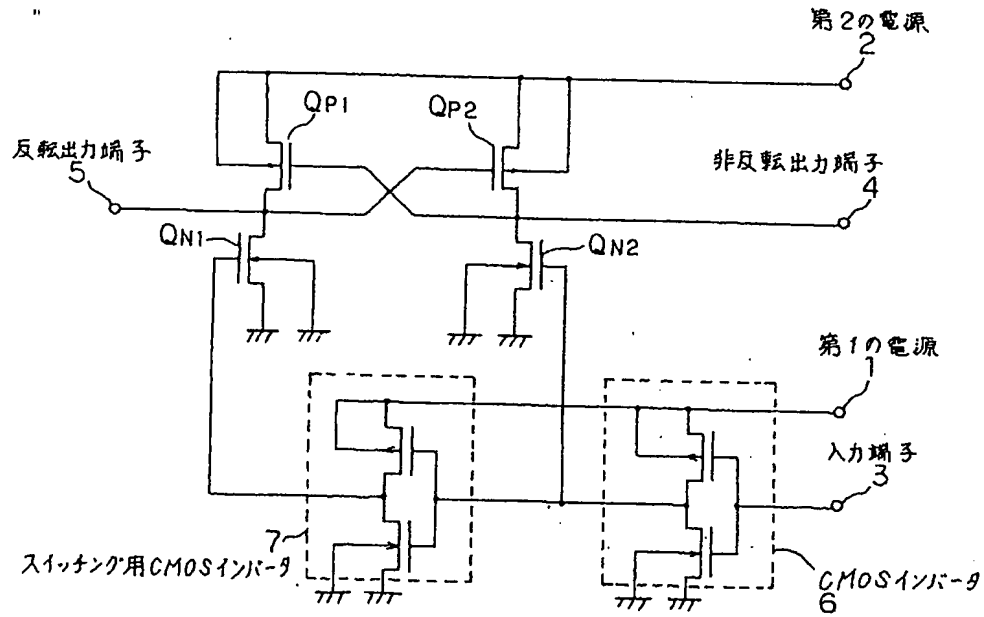 第2の電源
2
QP1
QP2
反転出力端子
5
非反転出力端子
4
QN1
QN2
第1の電源
1
入力端子
3
7
スイッチング用CMOSインバータ
CMOSインバータ
6